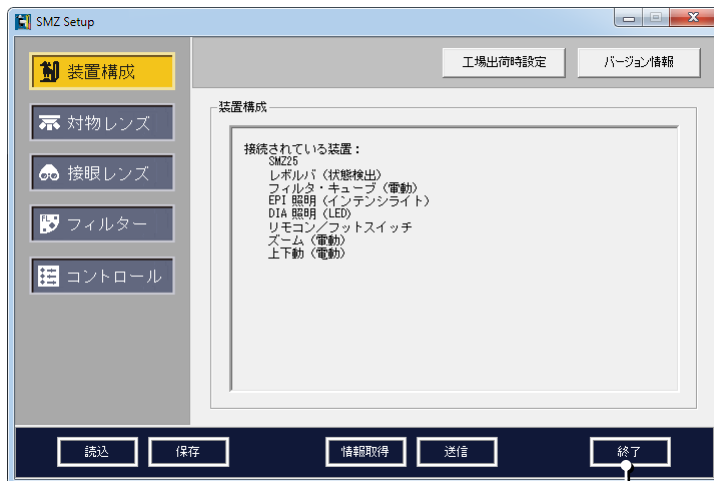 SMZ Setup
工場出荷時設定
バージョン情報
装置構成
対物レンズ
接眼レンズ
フィルター
コントロール
装置構成
接続されている装置：
SMZ25
レボルバ（状態検出）
フィルタ・キューブ（電動）
EPI 照明（インテンシライト）
DIA 照明（LED）
リモコン／フットスイッチ
ズーム（電動）
上下動（電動）
読込
保存
情報取得
送信
終了